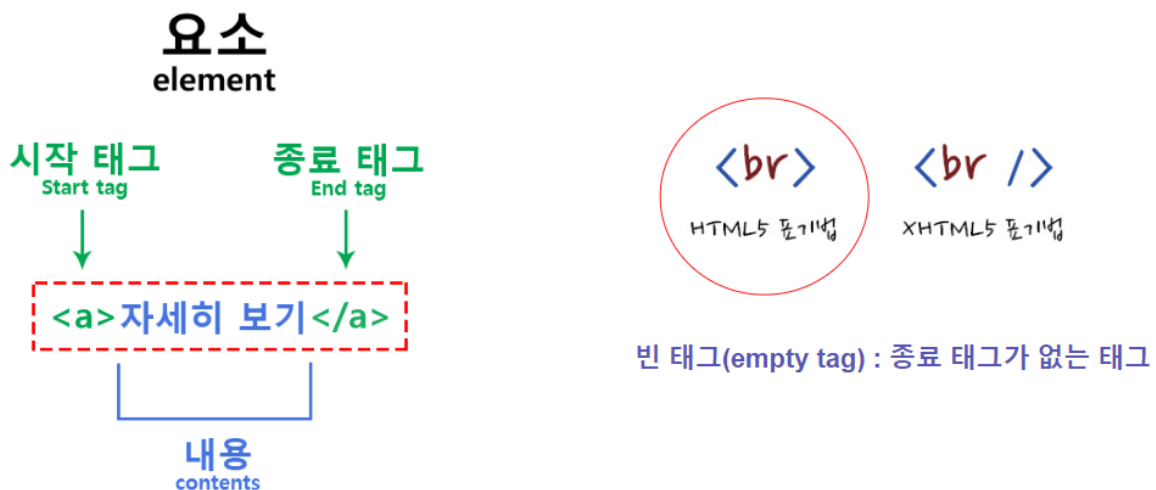 요소
element
시작 태그
Start tag
종료 태그
End tag
<a>자세히 보기</a>
내용
contents
<br>
HTML5 표기법
<br />
XHTML5 표기법
빈 태그(empty tag) : 종료 태그가 없는 태그